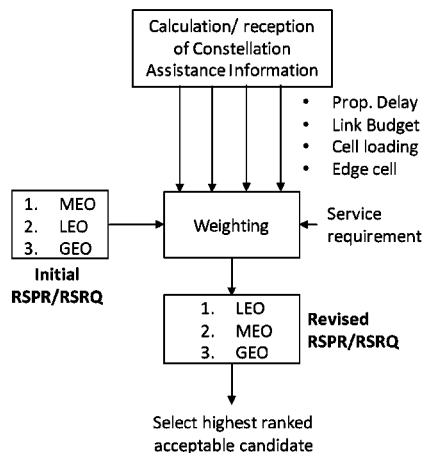 Calculation/ reception
of Constellation
Assistance Information
• Prop. Delay
• Link Budget
• Cell loading
• Edge cell
1. MEO
2. LEO
3. GEO
Initial
RSPR/RSRQ
Weighting
Service
requirement
1. LEO
2. MEO
3. GEO
Revised
RSPR/RSRQ
Select highest ranked
acceptable candidate